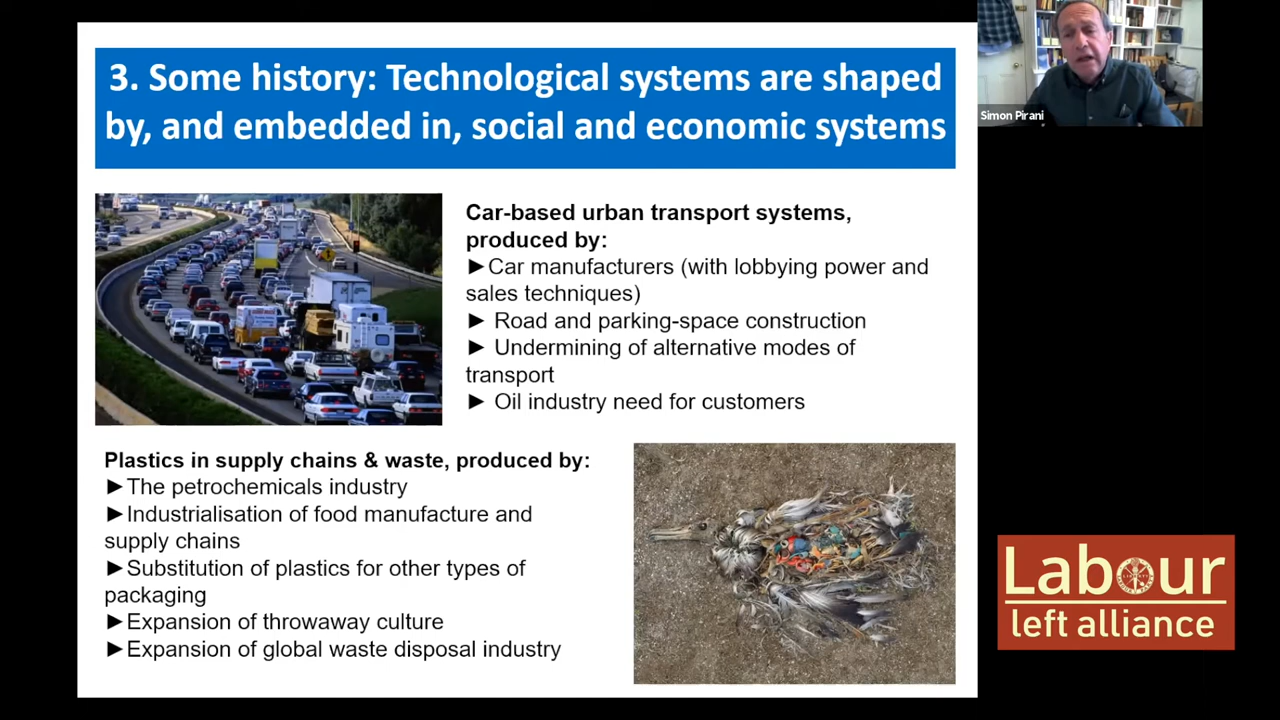 3. Some history: Technological systems are shaped
by, and embedded in, social and economic systems
Simon Pirani
Car-based urban transport systems,
produced by:
►Car manufacturers (with lobbying power and
sales techniques)
► Road and parking-space construction
► Undermining of alternative modes of
transport
► Oil industry need for customers
Plastics in supply chains & waste, produced by:
►The petrochemicals industry
►Industrialisation of food manufacture and
supply chains
►Substitution of plastics for other types of
packaging
►Expansion of throwaway culture
►Expansion of global waste disposal industry
Labour
left alliance